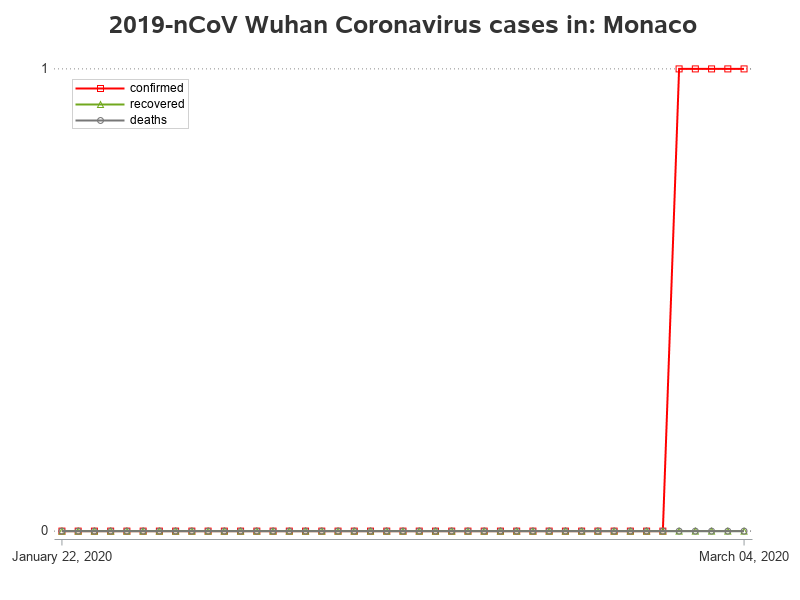 2019-nCoV Wuhan Coronavirus cases in: Monaco
1
confirmed
recovered
deaths
0
January 22, 2020
March 04, 2020